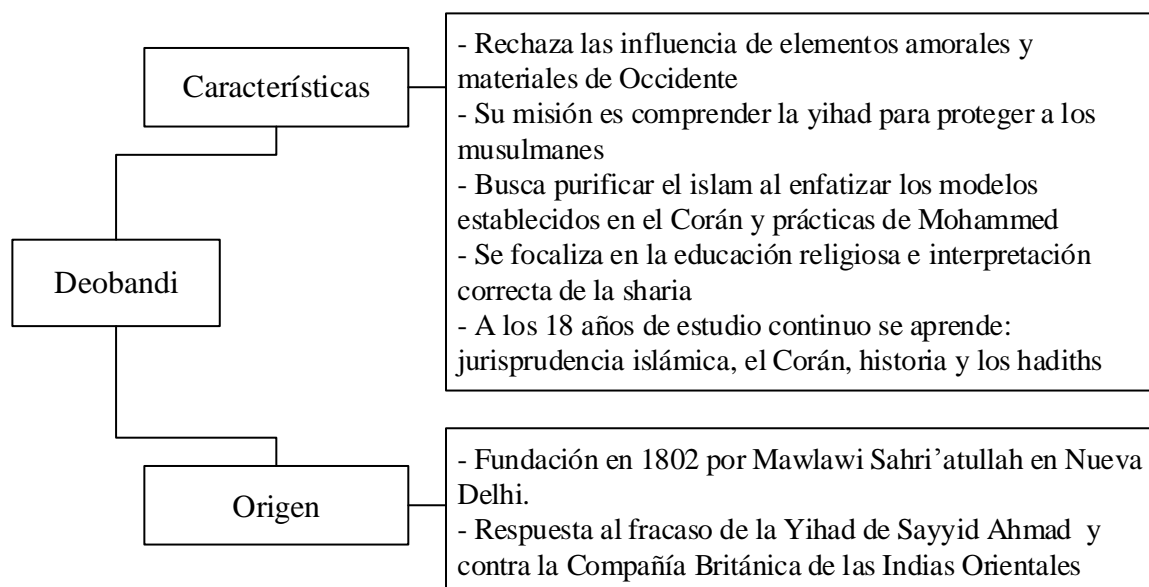 Características
- Rechaza las influencia de elementos amorales y
materiales de Occidente
- Su misión es comprender la yihad para proteger a los
musulmanes
- Busca purificar el islam al enfatizar los modelos
establecidos en el Corán y prácticas de Mohammed
- Se focaliza en la educación religiosa e interpretación
correcta de la sharia
- A los 18 años de estudio continuo se aprende:
jurisprudencia islámica, el Corán, historia y los hadiths
Deobandi
Origen
- Fundación en 1802 por Mawlawi Sahri’atullah en Nueva
Delhi.
- Respuesta al fracaso de la Yihad de Sayyid Ahmad  y
contra la Compañía Británica de las Indias Orientales